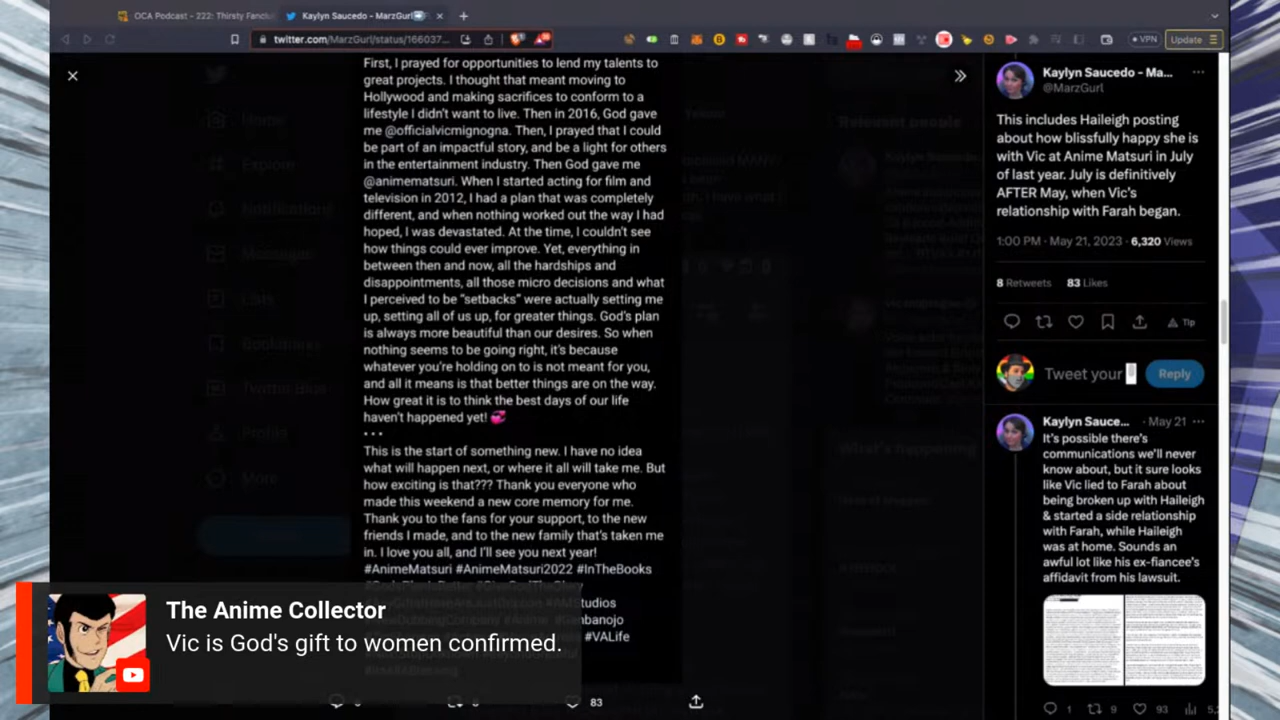 OCA Podcast - 222: Thirsty Fanclu
Kaylyn Saucedo - MarzGurl
twitter.com/MarzGurl/status/166037...
VPN
Update
First, I prayed for opportunities to lend my talents to
great projects. I thought that meant moving to
Hollywood and making sacrifices to conform to a
lifestyle I didn't want to live. Then in 2016, God gave
me @officialvicmignogna. Then, I prayed that I could
be part of an impactful story, and be a light for others
in the entertainment industry. Then God gave me
@animematsuri. When I started acting for film and
television in 2012, I had a plan that was completely
different, and when nothing worked out the way I had
hoped, I was devastated. At the time, I couldn't see
how things could ever improve. Yet, everything in
between then and now, all the hardships and
disappointments, all those micro decisions and what
I perceived to be "setbacks" were actually setting me
up, setting all of us up, for greater things. God's plan
is always more beautiful than our desires. So when
nothing seems to be going right, it's because
whatever you're holding on to is not meant for you,
and all it means is that better things are on the way.
How great it is to think the best days of our life
haven't happened yet! 💞
• • •
This is the start of something new. I have no idea
what will happen next, or where it all will take me. But
how exciting is that??? Thank you everyone who
made this weekend a new core memory for me.
Thank you to the fans for your support, to the new
friends I made, and to the new family that's taken me
in. I love you all, and I'll see you next year!
#AnimeMatsuri #AnimeMatsuri2022 #InTheBooks
#VALife
83
Home
Explore
Notifications
Messages
Lists
Bookmarks
Twitter Blue
Profile
More
Relevant people
What's happening
Kaylyn Saucedo - Ma...
@MarzGurl
This includes Haileigh posting
about how blissfully happy she is
with Vic at Anime Matsuri in July
of last year. July is definitively
AFTER May, when Vic's
relationship with Farah began.
1:00 PM · May 21, 2023 · 6,320 Views
8 Retweets 83 Likes
Tip
Tweet your
Reply
Kaylyn Sauce... · May 21
It's possible there's
communications we'll never
know about, but it sure looks
like Vic lied to Farah about
being broken up with Haileigh
& started a side relationship
with Farah, while Haileigh
was at home. Sounds an
awful lot like his ex-fiancee's
affidavit from his lawsuit.
1 9 93
The Anime Collector
Vic is God's gift to women confirmed.